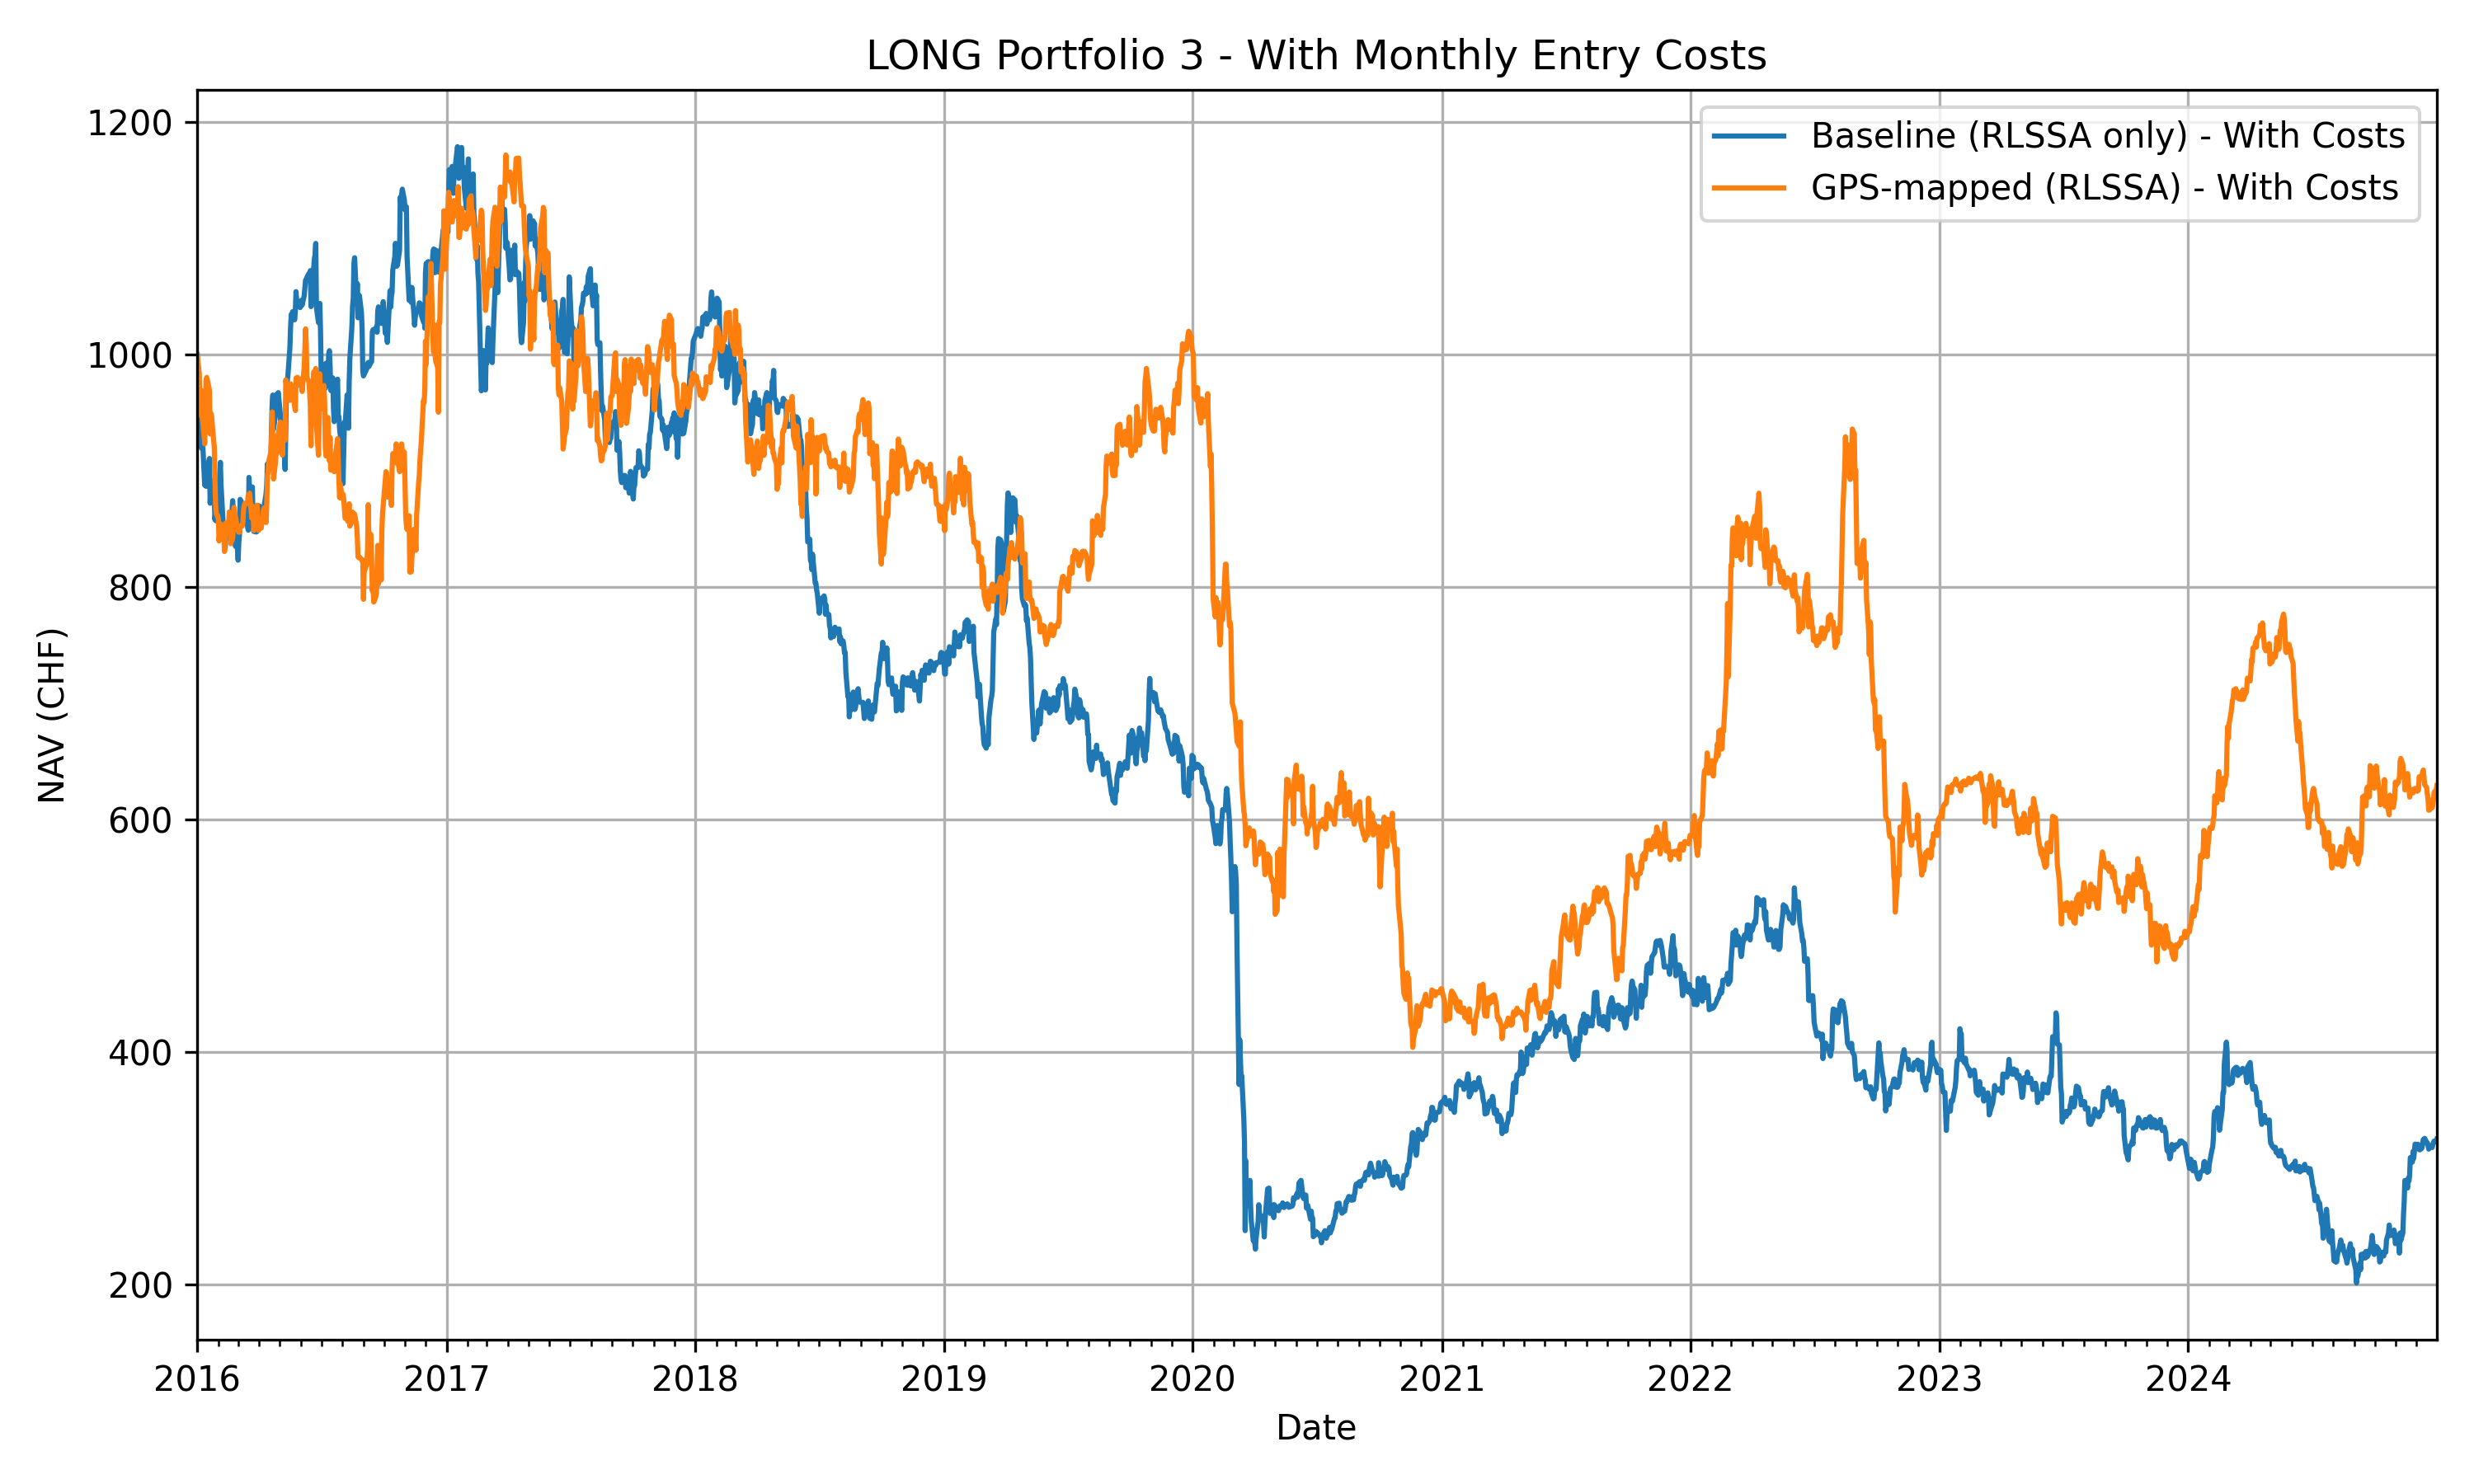 LONG Portfolio 3 - With Monthly Entry Costs
Baseline (RLSSA only) - With Costs
GPS-mapped (RLSSA) - With Costs
NAV (CHF)
1200
1000
800
600
400
200
2016 2017 2018 2019 2020 2021 2022 2023 2024
Date